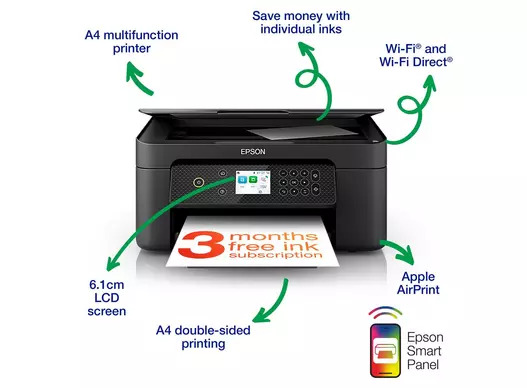 Save money with
individual inks
A4 multifunction
printer
Wi-Fi® and
Wi-Fi Direct®
EPSON
3 months
free ink
subscription
6.1cm
LCD
screen
Apple
AirPrint
A4 double-sided
printing
Epson
Smart
Panel